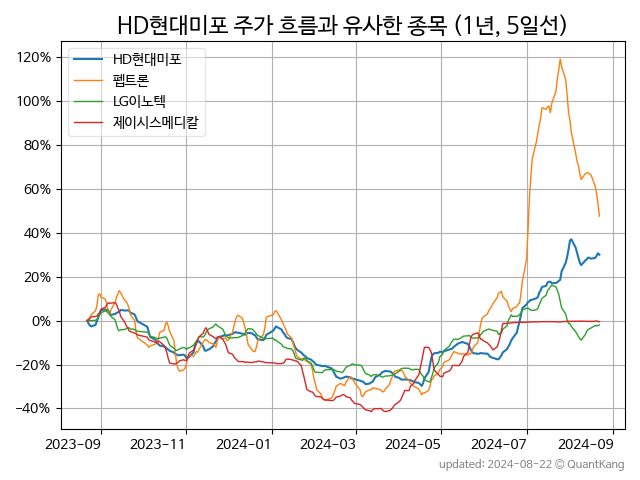 HD현대미포 주가 흐름과 유사한 종목 (1년, 5일선)
HD현대미포
펩트론
LG이노텍
제이시스메디칼
120%
100%
80%
60%
40%
20%
0%
−20%
−40%
2023-09 2023-11 2024-01 2024-03 2024-05 2024-07 2024-09
updated: 2024-08-22 © QuantKang